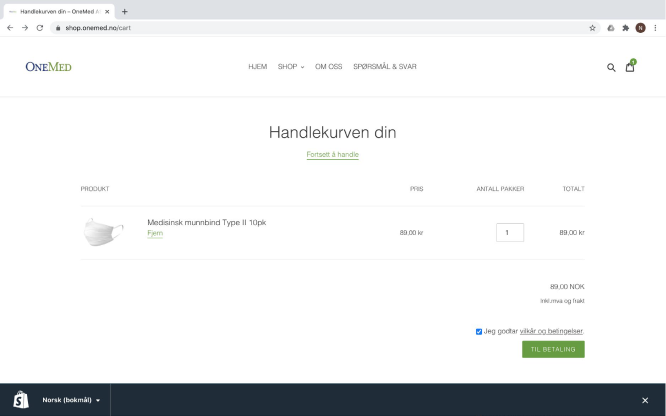 Handlekurven din – OneMed A
shop.onemed.no/cart
N
ONEMED
HJEM SHOP OM OSS SPØRSMÅL & SVAR
1
Handlekurven din
Fortsett å handle
PRODUKT PRIS ANTALL PAKKER TOTALT
Medisinsk munnbind Type II 10pk
Fjern
89,00 kr 1 89,00 kr
89,00 NOK
Inkl.mva og frakt
Jeg godtar vilkår og betingelser.
TIL BETALING
Norsk (bokmål)